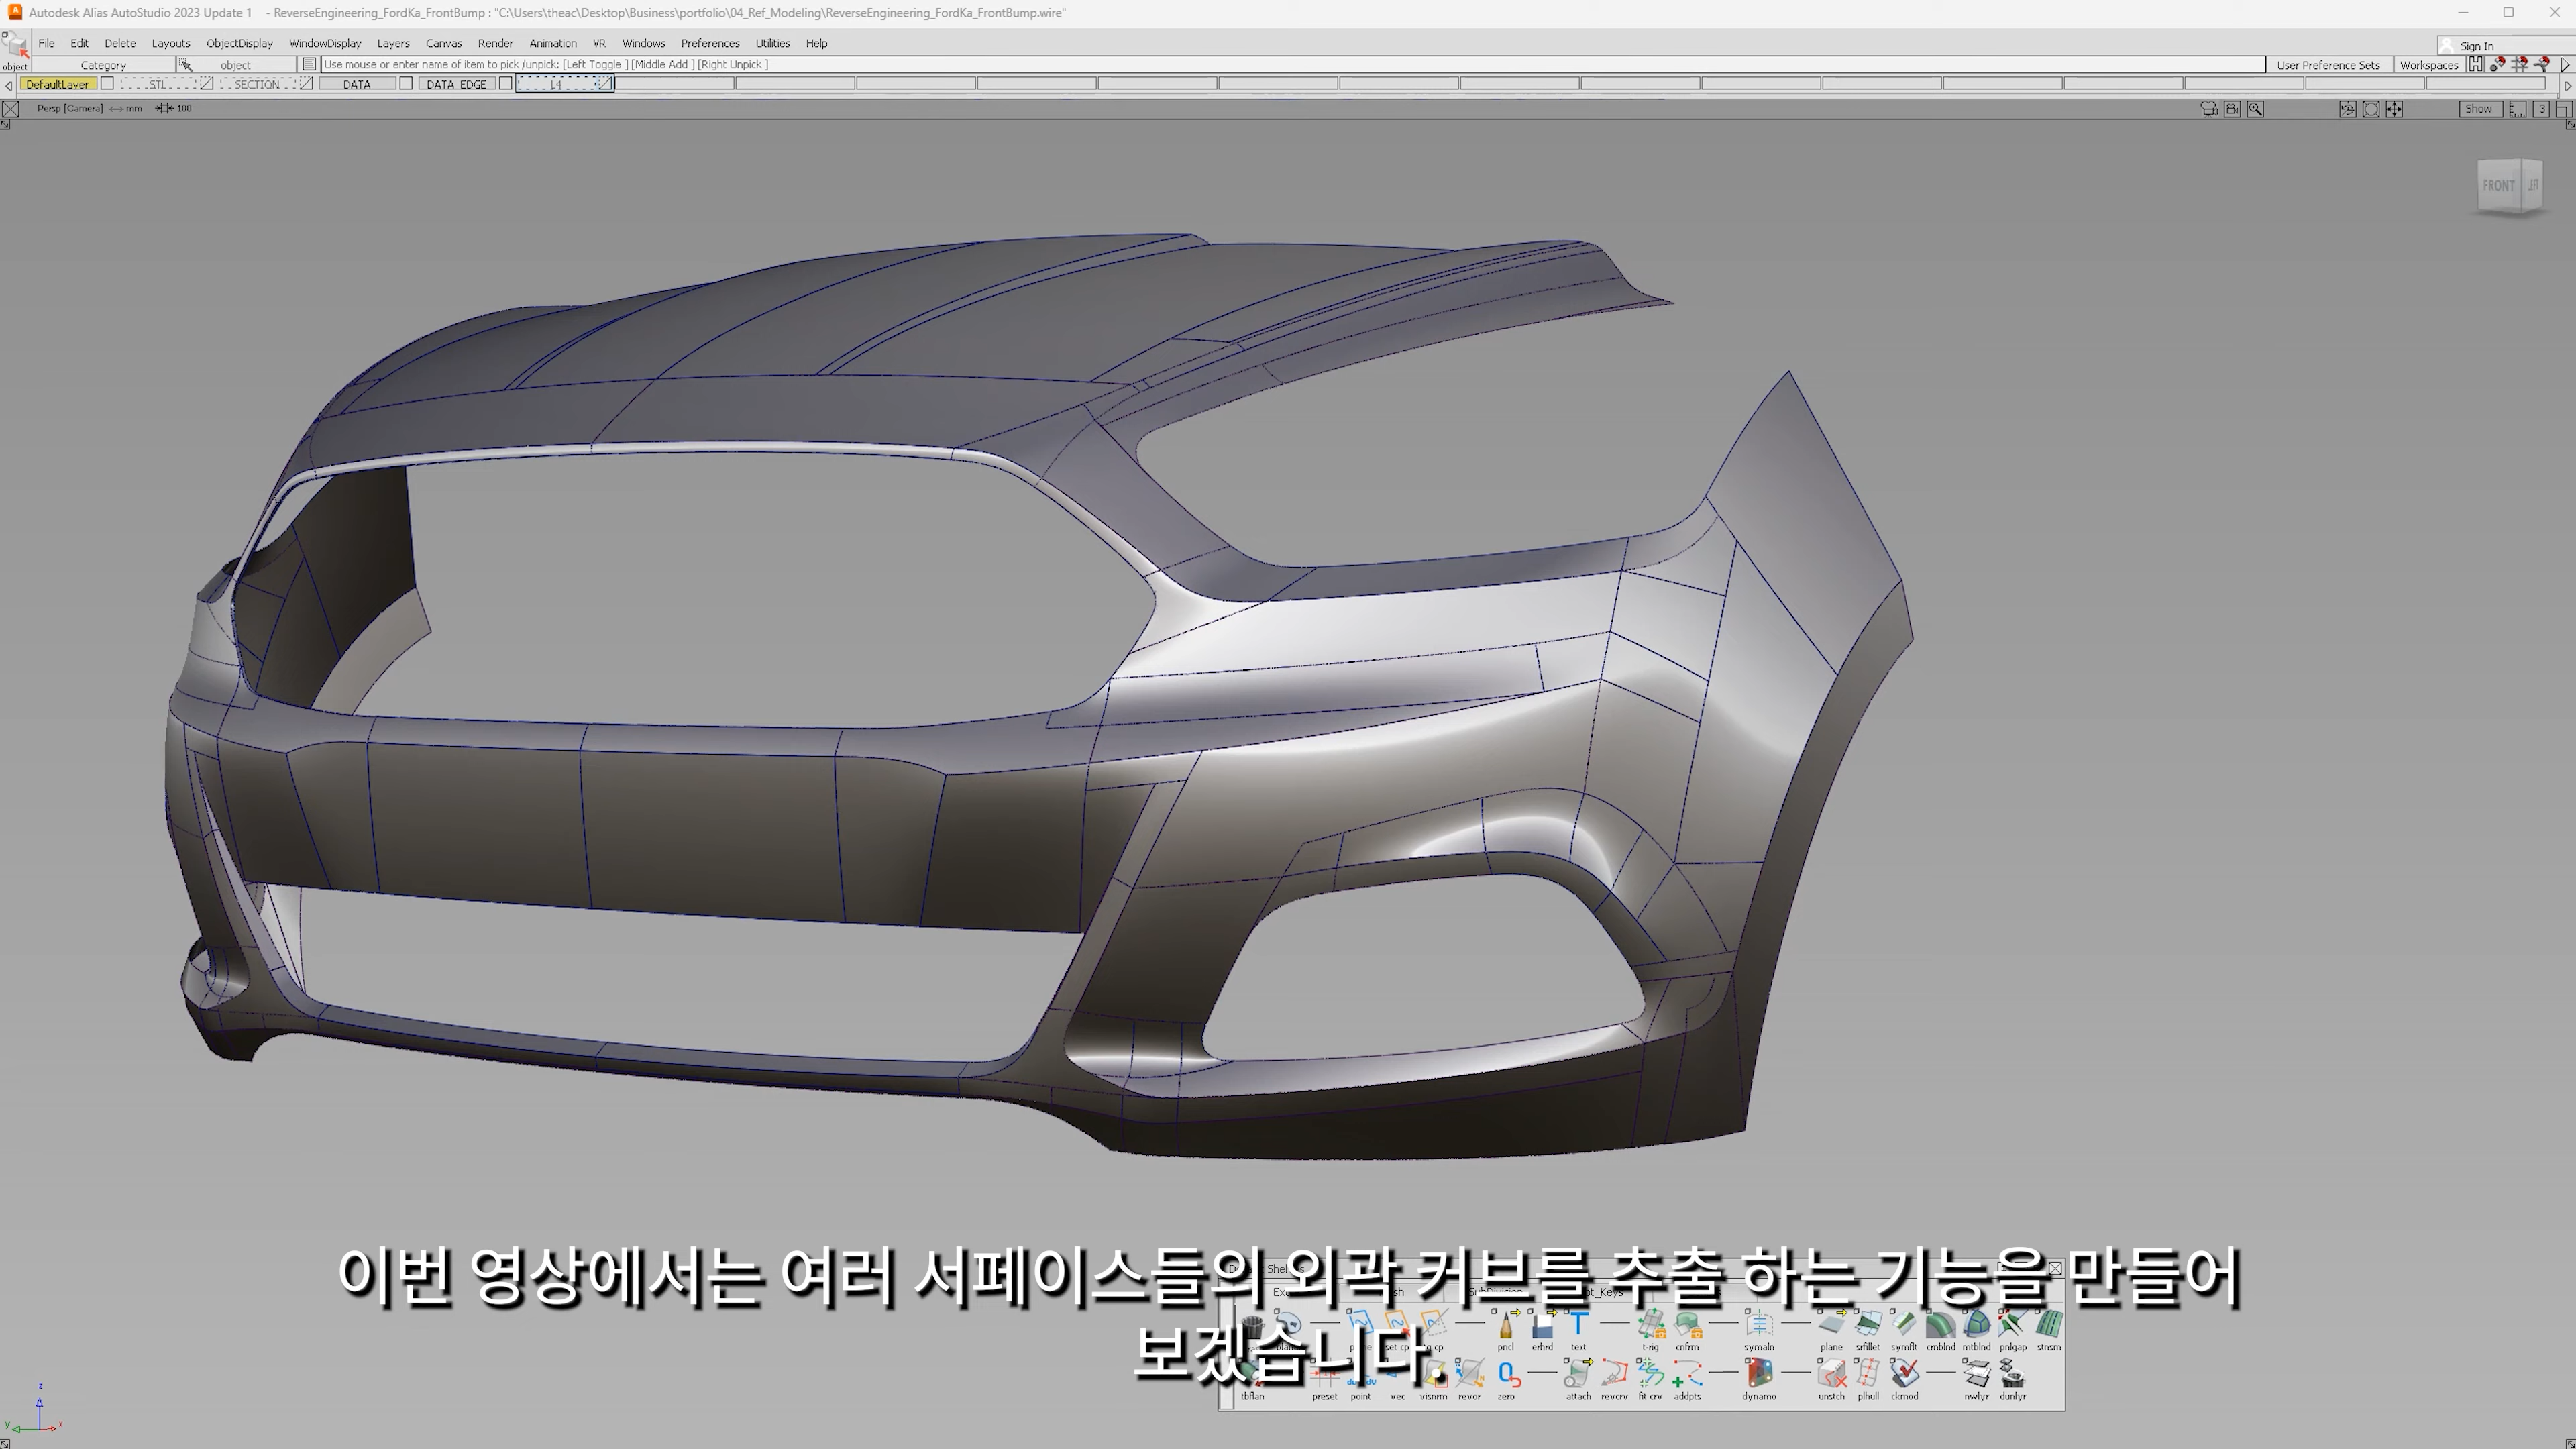 Autodesk Alias AutoStudio 2023 Update 1 - ReverseEngineering_FordKa_FrontBump : "C:\Users\theac\Desktop\Business\portfolio\04_Ref_Modeling\ReverseEngineering_FordKa_FrontBump.wire"
File Edit Delete Layouts ObjectDisplay WindowDisplay Layers Canvas Render Animation VR Windows Preferences Utilities Help
Sign In
object Category object Use mouse or enter name of item to pick /unpick: [Left Toggle ] [Middle Add ] [Right Unpick ] User Preference Sets Workspaces
DefaultLayer STL SECTION DATA DATA_EDGE L4
Persp [Camera] mm 100 Show 3
FRONT LEFT
이번 영상에서는 여러 서페이스들의 외곽 커브를 추출 하는 기능을 만들어
보겠습니다.
pncl erhrd text t-rig cnfrm symaln plane srfillet symflt crnblnd mtblnd pnlgap stnsm
tbflan preset point vec visnrm revor zero attach revcrv fit crv addpts dynamo unstch plhull ckmod nwlyr dunlyr
z
y x